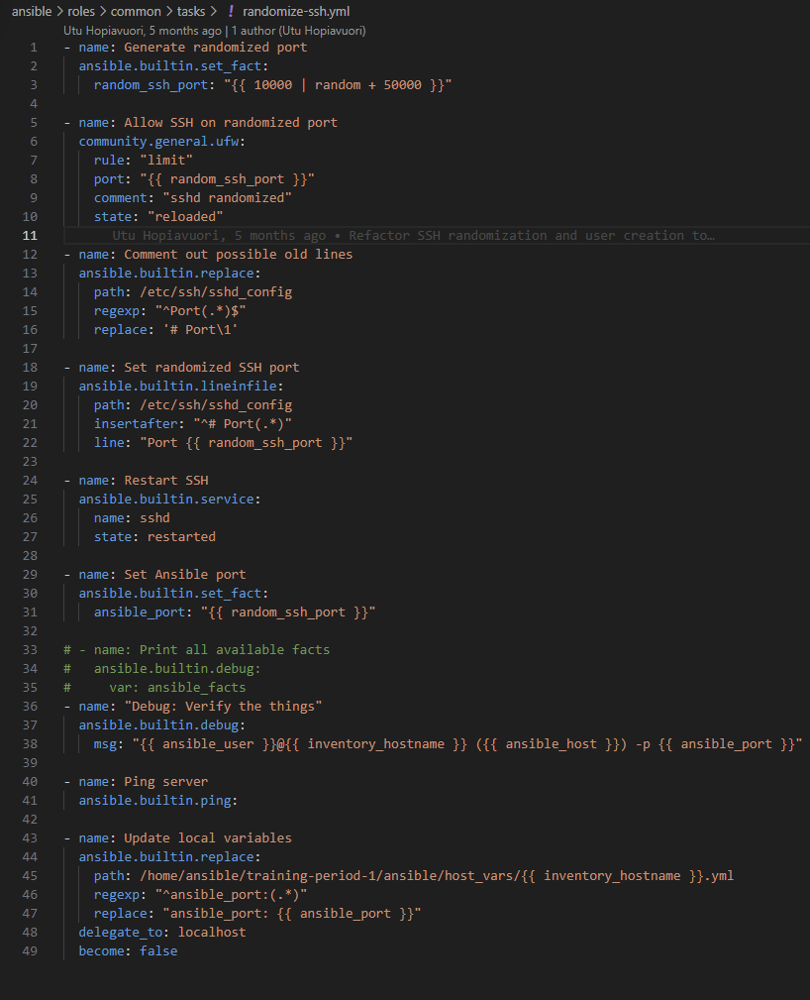 ansible > roles > common > tasks > ! randomize-ssh.yml
Utu Hopiavuori, 5 months ago | 1 author (Utu Hopiavuori)
1 - name: Generate randomized port
2   ansible.builtin.set_fact:
3     random_ssh_port: "{{ 10000 | random + 50000 }}"
4
5 - name: Allow SSH on randomized port
6   community.general.ufw:
7     rule: "limit"
8     port: "{{ random_ssh_port }}"
9     comment: "sshd randomized"
10     state: "reloaded"
11       Utu Hopiavuori, 5 months ago • Refactor SSH randomization and user creation to…
12 - name: Comment out possible old lines
13   ansible.builtin.replace:
14     path: /etc/ssh/sshd_config
15     regexp: "^Port(.*)$"
16     replace: '# Port\1'
17
18 - name: Set randomized SSH port
19   ansible.builtin.lineinfile:
20     path: /etc/ssh/sshd_config
21     insertafter: "^# Port(.*)"
22     line: "Port {{ random_ssh_port }}"
23
24 - name: Restart SSH
25   ansible.builtin.service:
26     name: sshd
27     state: restarted
28
29 - name: Set Ansible port
30   ansible.builtin.set_fact:
31     ansible_port: "{{ random_ssh_port }}"
32
33 # - name: Print all available facts
34 #   ansible.builtin.debug:
35 #     var: ansible_facts
36 - name: "Debug: Verify the things"
37   ansible.builtin.debug:
38     msg: "{{ ansible_user }}@{{ inventory_hostname }} ({{ ansible_host }}) -p {{ ansible_port }}"
39
40 - name: Ping server
41   ansible.builtin.ping:
42
43 - name: Update local variables
44   ansible.builtin.replace:
45     path: /home/ansible/training-period-1/ansible/host_vars/{{ inventory_hostname }}.yml
46     regexp: "^ansible_port:(.*)"
47     replace: "ansible_port: {{ ansible_port }}"
48   delegate_to: localhost
49   become: false